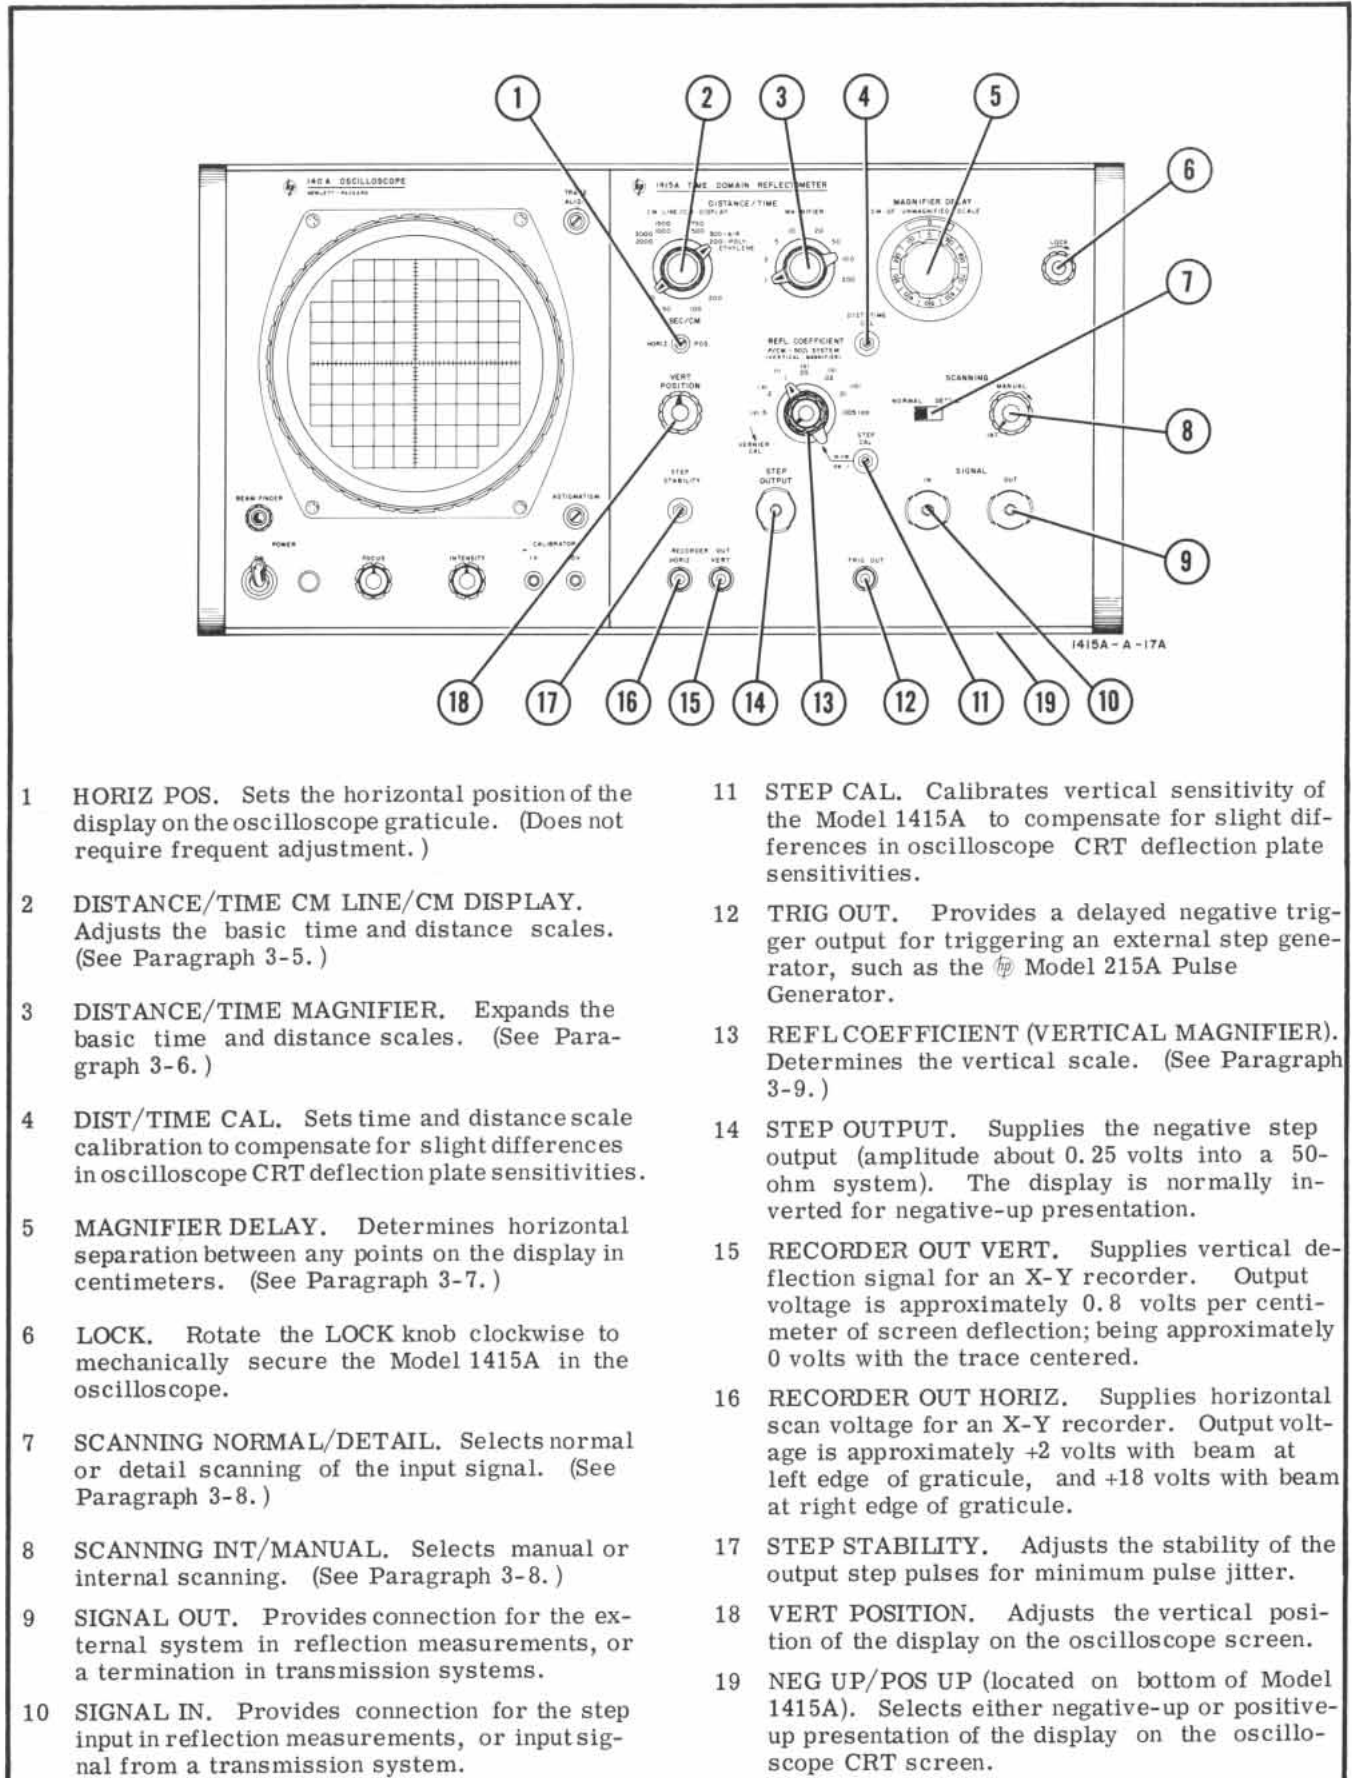 1
2
3
4
5
6
7
8
9
10
11
12
13
14
15
16
17
18
19
hp 140A OSCILLOSCOPE
HEWLETT-PACKARD
BEAM FINDER
ASTIGMATISM
POWER
ON
FOCUS
INTENSITY
CALIBRATOR
1V
hp 1415A TIME DOMAIN REFLECTOMETER
DISTANCE/TIME
MAGNIFIER
MAGNIFIER DELAY
CM OF UNMAGNIFIED SCALE
LOCK
SEC/CM
HORIZ POS.
DIST/TIME
REFL COEFFICIENT
(VERTICAL MAGNIFIER)
VERT
POSITION
VERNIER
CAL
STEP
CAL
SCANNING
MANUAL
NORMAL
INT
STEP
STABILITY
STEP
OUTPUT
SIGNAL
IN
OUT
RECORDER OUT
HORIZ VERT
TRIG OUT
1415A-A-17A
1 HORIZ POS. Sets the horizontal position of the
display on the oscilloscope graticule. (Does not
require frequent adjustment.)
2 DISTANCE/TIME CM LINE/CM DISPLAY.
Adjusts the basic time and distance scales.
(See Paragraph 3-5.)
3 DISTANCE/TIME MAGNIFIER. Expands the
basic time and distance scales. (See Para-
graph 3-6.)
4 DIST/TIME CAL. Sets time and distance scale
calibration to compensate for slight differences
in oscilloscope CRT deflection plate sensitivities.
5 MAGNIFIER DELAY. Determines horizontal
separation between any points on the display in
centimeters. (See Paragraph 3-7.)
6 LOCK. Rotate the LOCK knob clockwise to
mechanically secure the Model 1415A in the
oscilloscope.
7 SCANNING NORMAL/DETAIL. Selects normal
or detail scanning of the input signal. (See
Paragraph 3-8.)
8 SCANNING INT/MANUAL. Selects manual or
internal scanning. (See Paragraph 3-8.)
9 SIGNAL OUT. Provides connection for the ex-
ternal system in reflection measurements, or
a termination in transmission systems.
10 SIGNAL IN. Provides connection for the step
input in reflection measurements, or input sig-
nal from a transmission system.
11 STEP CAL. Calibrates vertical sensitivity of
the Model 1415A to compensate for slight dif-
ferences in oscilloscope CRT deflection plate
sensitivities.
12 TRIG OUT. Provides a delayed negative trig-
ger output for triggering an external step gene-
rator, such as the hp Model 215A Pulse
Generator.
13 REFL COEFFICIENT (VERTICAL MAGNIFIER).
Determines the vertical scale. (See Paragraph
3-9.)
14 STEP OUTPUT. Supplies the negative step
output (amplitude about 0.25 volts into a 50-
ohm system). The display is normally in-
verted for negative-up presentation.
15 RECORDER OUT VERT. Supplies vertical de-
flection signal for an X-Y recorder. Output
voltage is approximately 0.8 volts per centi-
meter of screen deflection; being approximately
0 volts with the trace centered.
16 RECORDER OUT HORIZ. Supplies horizontal
scan voltage for an X-Y recorder. Output volt-
age is approximately +2 volts with beam at
left edge of graticule, and +18 volts with beam
at right edge of graticule.
17 STEP STABILITY. Adjusts the stability of the
output step pulses for minimum pulse jitter.
18 VERT POSITION. Adjusts the vertical posi-
tion of the display on the oscilloscope screen.
19 NEG UP/POS UP (located on bottom of Model
1415A). Selects either negative-up or positive-
up presentation of the display on the oscillo-
scope CRT screen.